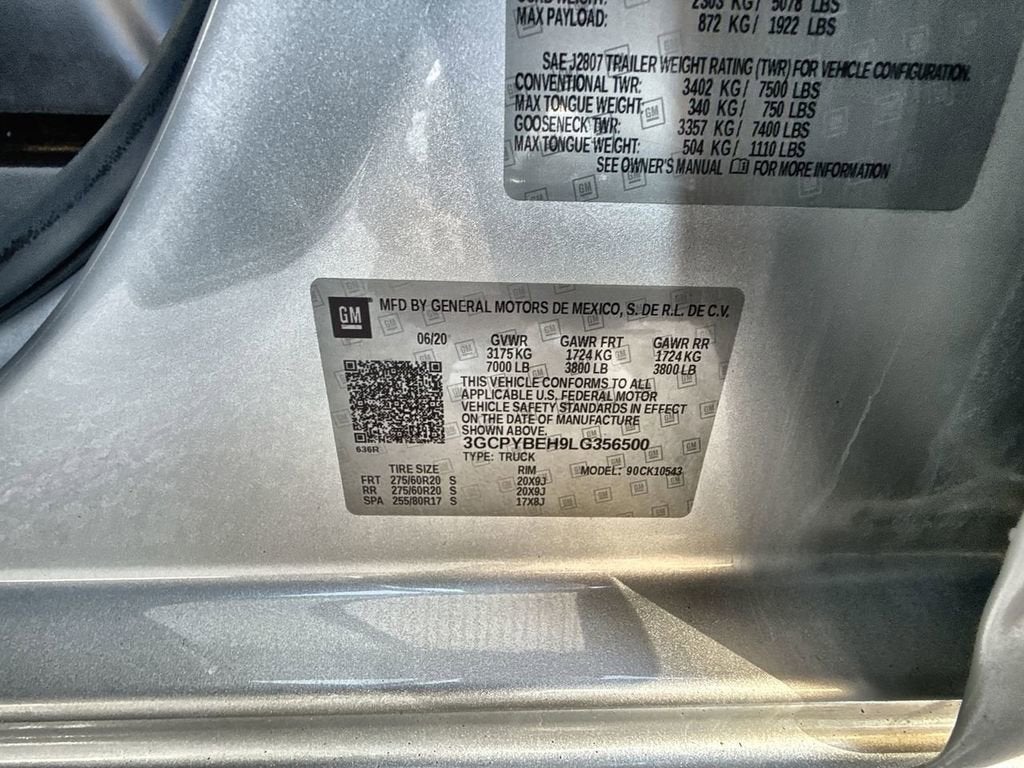 2303 KG/ 5078 LBS
MAX PAYLOAD: 872 KG/ 1922 LBS
SAE J2807 TRAILER WEIGHT RATING (TWR) FOR VEHICLE CONFIGURATION.
CONVENTIONAL TWR: 3402 KG/ 7500 LBS
MAX TONGUE WEIGHT: 340 KG/ 750 LBS
GOOSENECK TWR: 3357 KG/ 7400 LBS
MAX TONGUE WEIGHT: 504 KG/ 1110 LBS
SEE OWNER'S MANUAL FOR MORE INFORMATION
GM MFD BY GENERAL MOTORS DE MEXICO, S. DE R.L. DE C.V.
06/20 GVWR GAWR FRT GAWR RR
3175 KG 1724 KG 1724 KG
7000 LB 3800 LB 3800 LB
THIS VEHICLE CONFORMS TO ALL
APPLICABLE U.S. FEDERAL MOTOR
VEHICLE SAFETY STANDARDS IN EFFECT
ON THE DATE OF MANUFACTURE
SHOWN ABOVE.
3GCPYBEH9LG356500
636R TYPE: TRUCK
TIRE SIZE RIM MODEL: 90CK10543
FRT 275/60R20 S 20X9J
RR 275/60R20 S 20X9J
SPA 255/80R17 S 17X8J